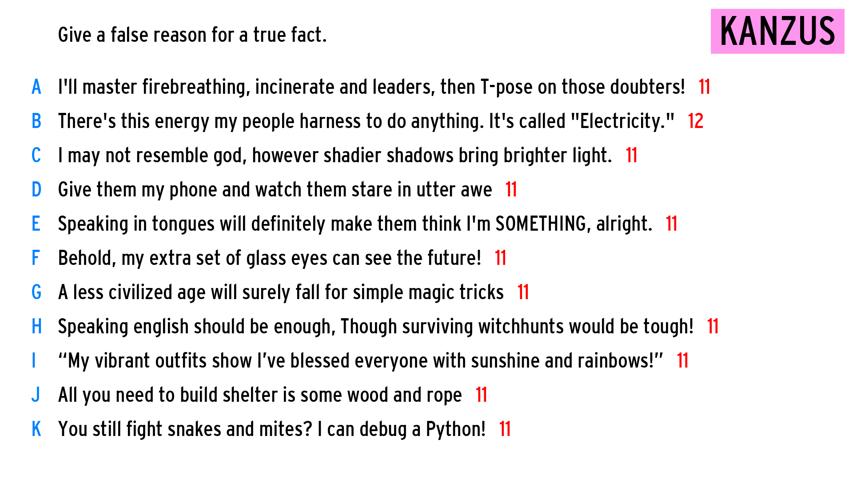 Give a false reason for a true fact.
KANZUS
A I'll master firebreathing, incinerate and leaders, then T-pose on those doubters! 11
B There's this energy my people harness to do anything. It's called "Electricity." 12
C I may not resemble god, however shadier shadows bring brighter light. 11
D Give them my phone and watch them stare in utter awe 11
E Speaking in tongues will definitely make them think I'm SOMETHING, alright. 11
F Behold, my extra set of glass eyes can see the future! 11
G A less civilized age will surely fall for simple magic tricks 11
H Speaking english should be enough, Though surviving witchhunts would be tough! 11
I “My vibrant outfits show I’ve blessed everyone with sunshine and rainbows!” 11
J All you need to build shelter is some wood and rope 11
K You still fight snakes and mites? I can debug a Python! 11